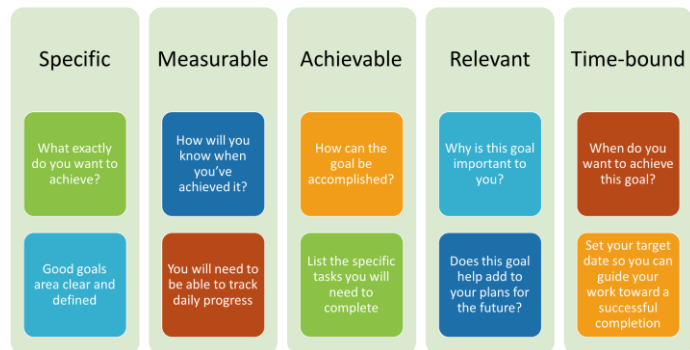 Specific
What exactly
do you want to
achieve?
Good goals
area clear and
defined
Measurable
How will you
know when
you've
achieved it?
You will need to
be able to track
daily progress
Achievable
How can the
goal be
accomplished?
List the specific
tasks you will
need to
complete
Relevant
Why is this goal
important to
you?
Does this goal
help add to
your plans for
the future?
Time-bound
When do you
want to achieve
this goal?
Set your target
date so you can
guide your
work toward a
successful
completion